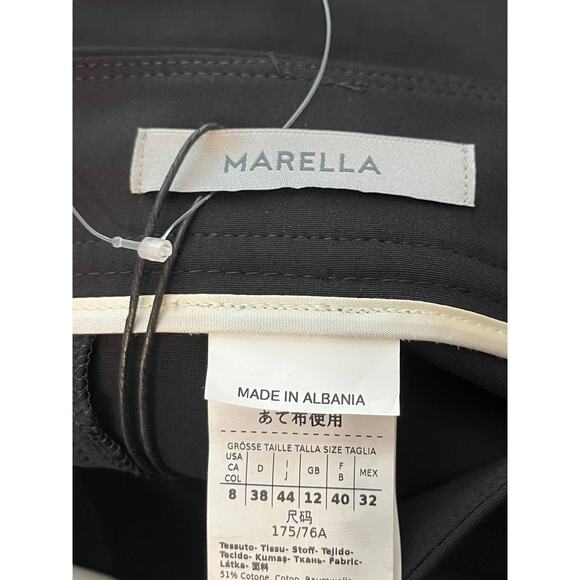 MARELLA
MADE IN ALBANIA
あて布使用
GRÖSSE TAILLE TALLA SIZE TAGLIA
USA CA COL D I J GB F B MEX
8 38 44 12 40 32
尺码
175/76A
Tessuto- Tissu- Stoff- Tejido-
Tecido- Kumaş- Ткань- Fabric-
Látka- 面料
51% Cotone, Coton, Baumwolle